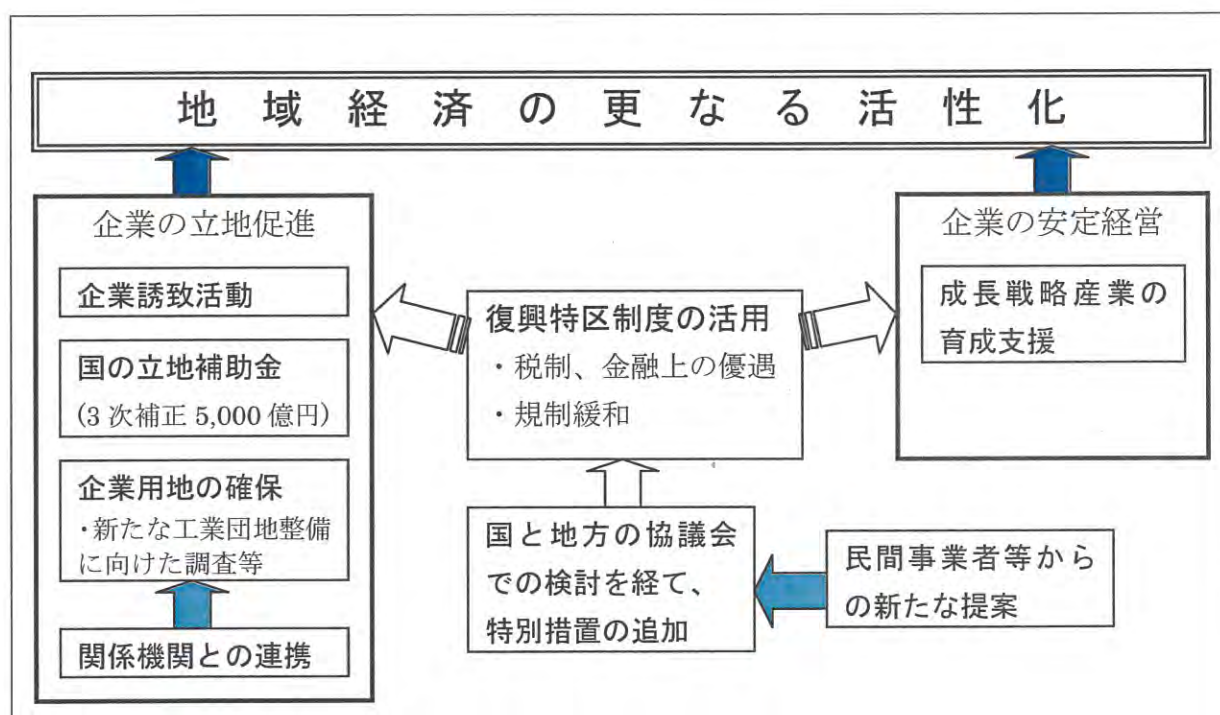 地域経済の更なる活性化
企業の立地促進
企業誘致活動
国の立地補助金
(3次補正 5,000億円)
企業用地の確保
・新たな工業団地整備
に向けた調査等
関係機関との連携
復興特区制度の活用
・税制、金融上の優遇
・規制緩和
国と地方の協議会
での検討を経て、
特別措置の追加
民間事業者等から
の新たな提案
企業の安定経営
成長戦略産業の
育成支援